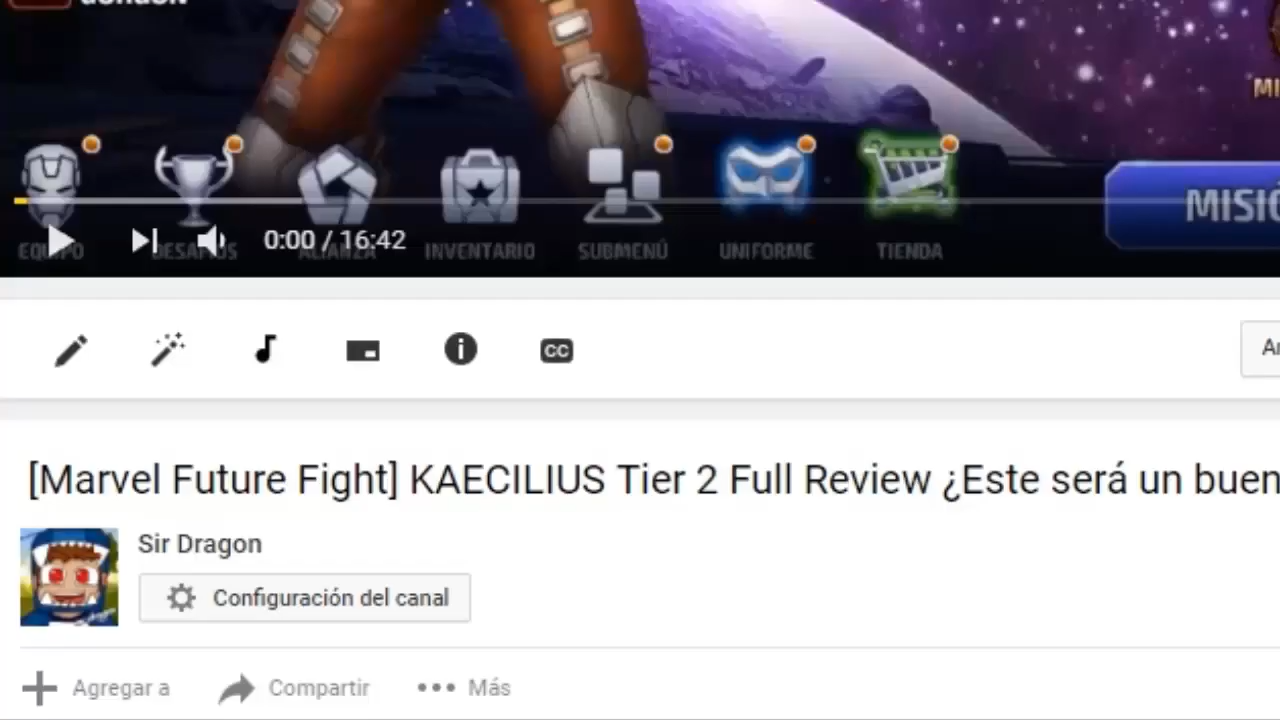 EQUIPO DESAFÍOS ALIANZA INVENTARIO SUBMENÚ UNIFORME TIENDA
0:00 / 16:42
CC
[Marvel Future Fight] KAECILIUS Tier 2 Full Review ¿Este será un buen
Sir Dragon
Configuración del canal
Agregar a Compartir Más